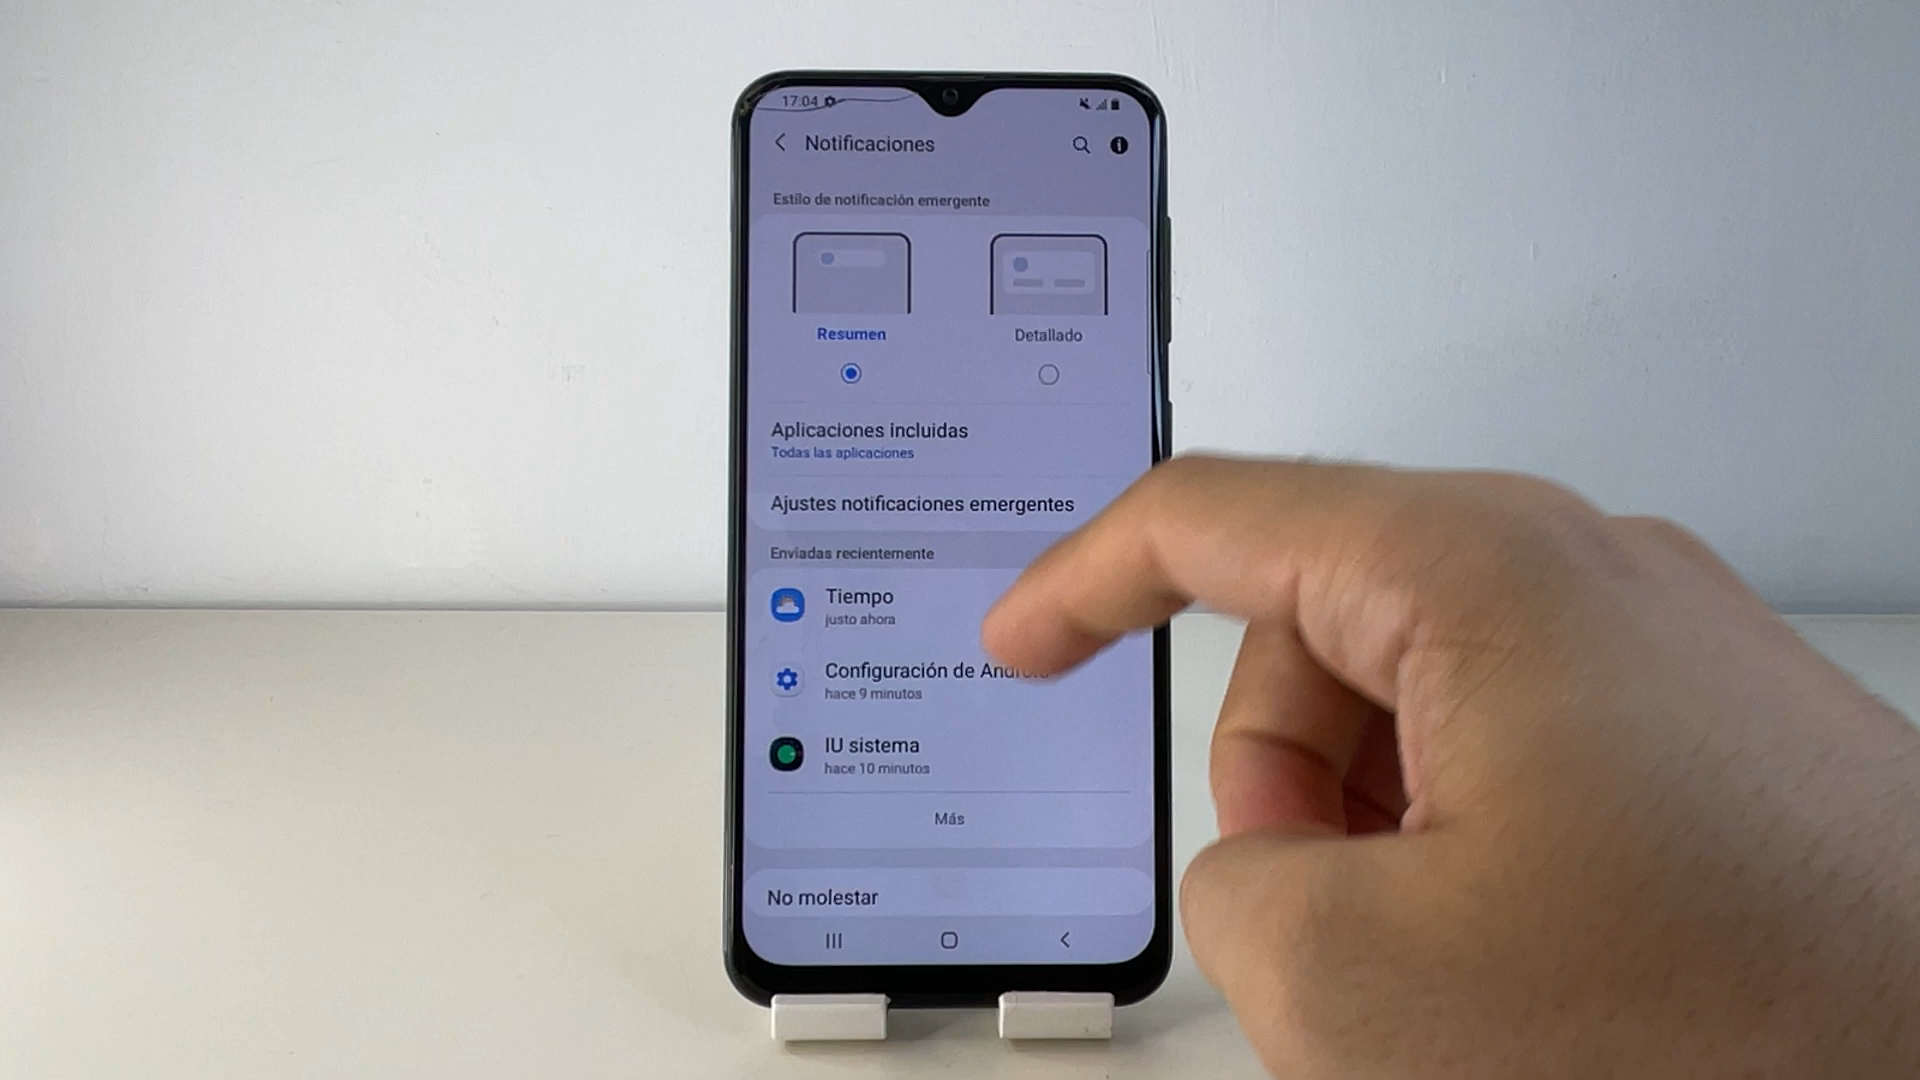 17:04
Notificaciones
Estilo de notificación emergente
Resumen
Detallado
Aplicaciones incluidas
Todas las aplicaciones
Ajustes notificaciones emergentes
Enviadas recientemente
Tiempo
justo ahora
Configuración de Android
hace 9 minutos
IU sistema
hace 10 minutos
Más
No molestar